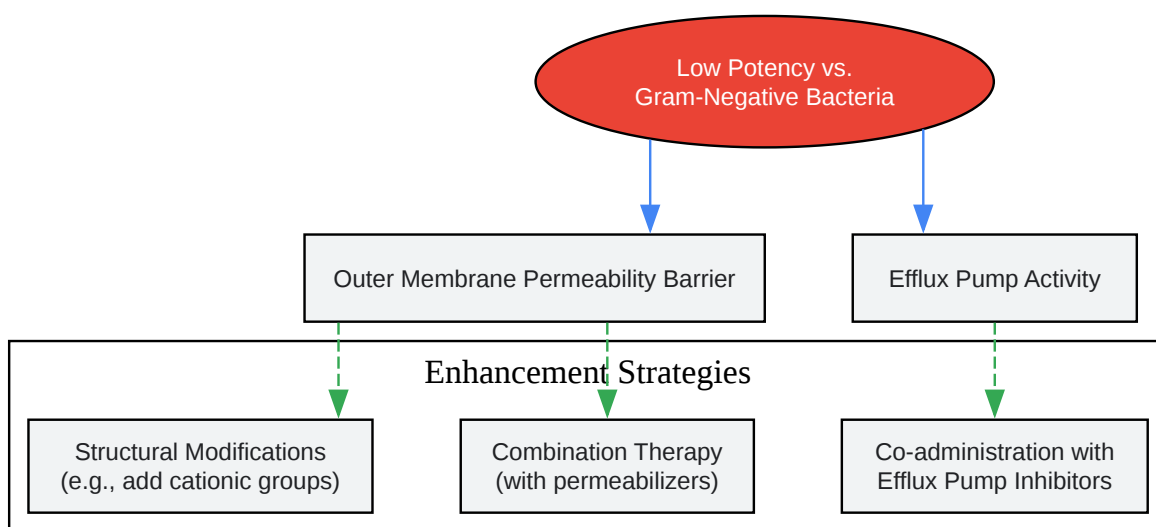 Low Potency vs.
Gram-Negative Bacteria
Outer Membrane Permeability Barrier
Efflux Pump Activity
Enhancement Strategies
Structural Modifications
(e.g., add cationic groups)
Combination Therapy
(with permeabilizers)
Co-administration with
Efflux Pump Inhibitors